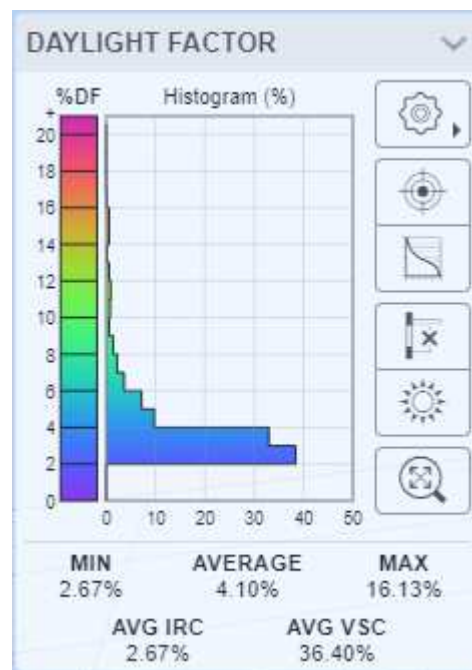 DAYLIGHT FACTOR
%DF Histogram (%)
+
20
18
16
14
12
10
8
6
4
2
0
0 10 20 30 40 50
MIN AVERAGE MAX
2.67% 4.10% 16.13%
AVG IRC AVG VSC
2.67% 36.40%